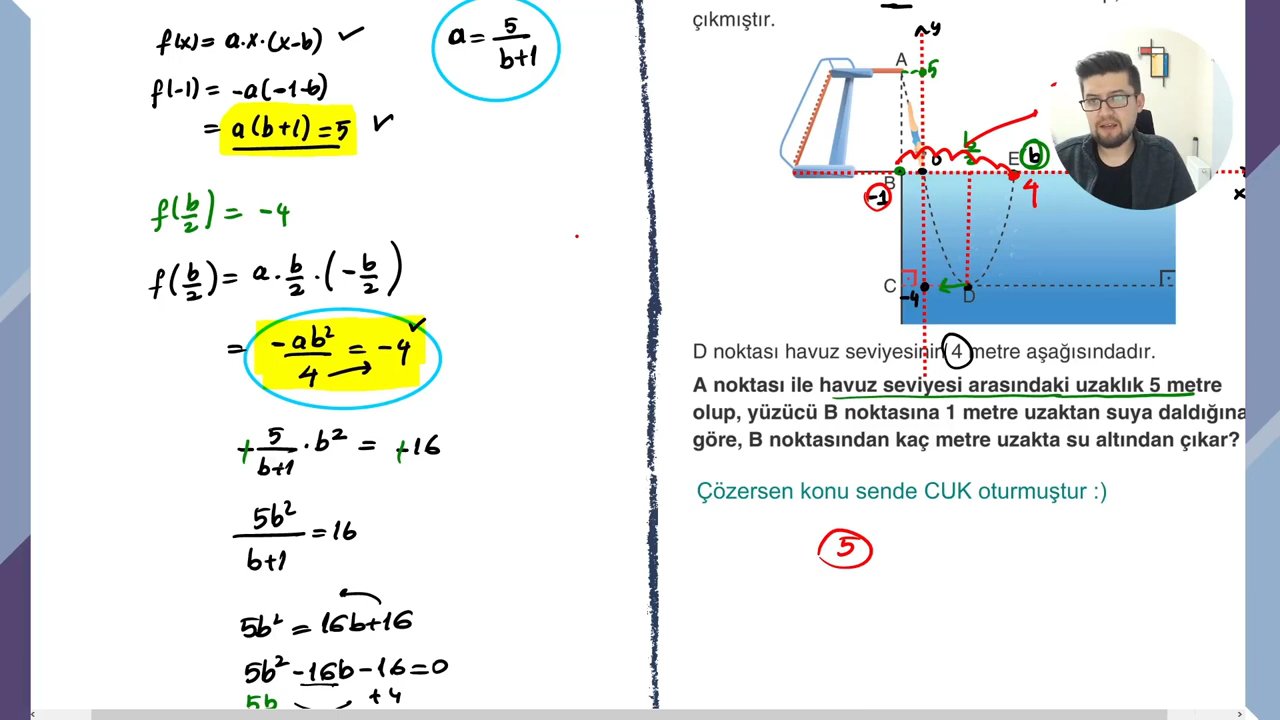 f(x) = a.x.(x-b) ✓
f(-1) = -a(-1-b)
= a(b+1) = 5 ✓
a = 5/(b+1)
f(b/2) = -4
f(b/2) = a . b/2 . (-b/2)
= -ab²/4 = -4 ✓
+ 5/(b+1) . b² = +16
5b²/(b+1) = 16
5b² = 16b+16
5b² - 16b - 16 = 0
5b +4
çıkmıştır.
y
A
5
b/2
E
b
B
0
-1
4
x
C
-4
D
D noktası havuz seviyesinin 4 metre aşağısındadır.
A noktası ile havuz seviyesi arasındaki uzaklık 5 metre
olup, yüzücü B noktasına 1 metre uzaktan suya daldığına
göre, B noktasından kaç metre uzakta su altından çıkar?
Çözersen konu sende CUK oturmuştur :)
5